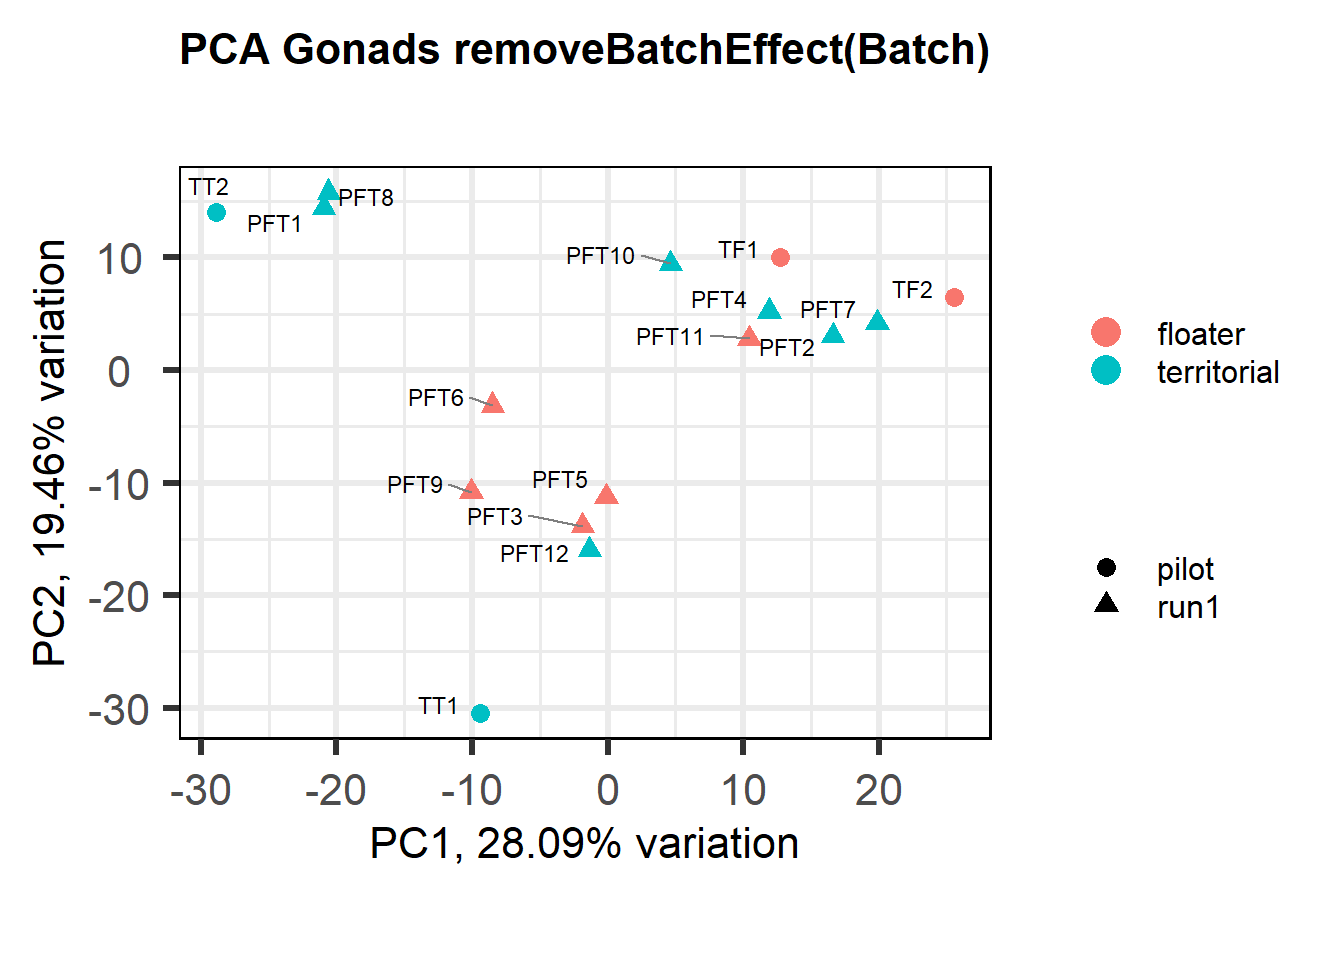 PCA Gonads removeBatchEffect(Batch)
TT2
PFT8
PFT1
PFT10
TF1
TF2
PFT4
PFT7
PFT11
PFT2
PFT6
PFT9
PFT5
PFT3
PFT12
TT1
10
0
-10
-20
-30
PC2, 19.46% variation
-30
-20
-10
0
10
20
PC1, 28.09% variation
floater
territorial
pilot
run1